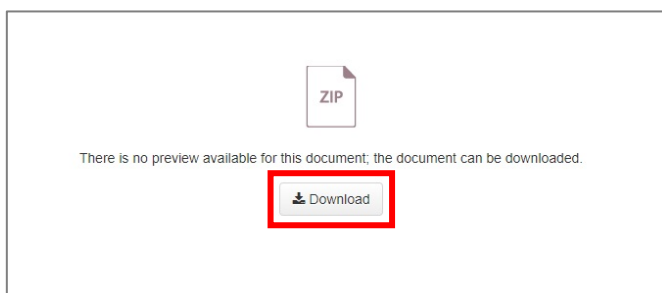 ZIP
There is no preview available for this document; the document can be downloaded.
Download